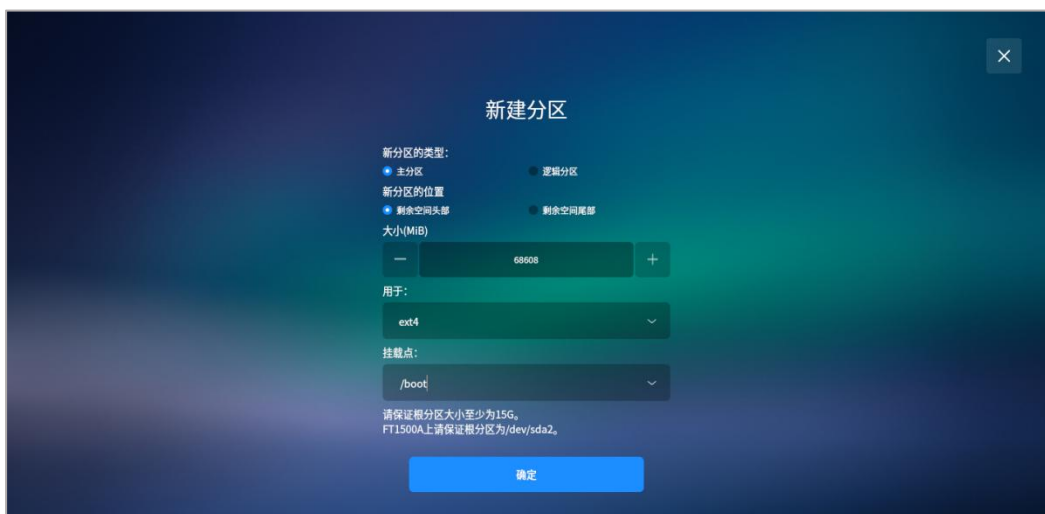 新建分区
新分区的类型：
主分区 逻辑分区
新分区的位置
剩余空间头部 剩余空间尾部
大小(MiB)
68608
用于：
ext4
挂载点：
/boot
请保证根分区大小至少为15G。
FT1500A上请保证根分区为/dev/sda2。
确定